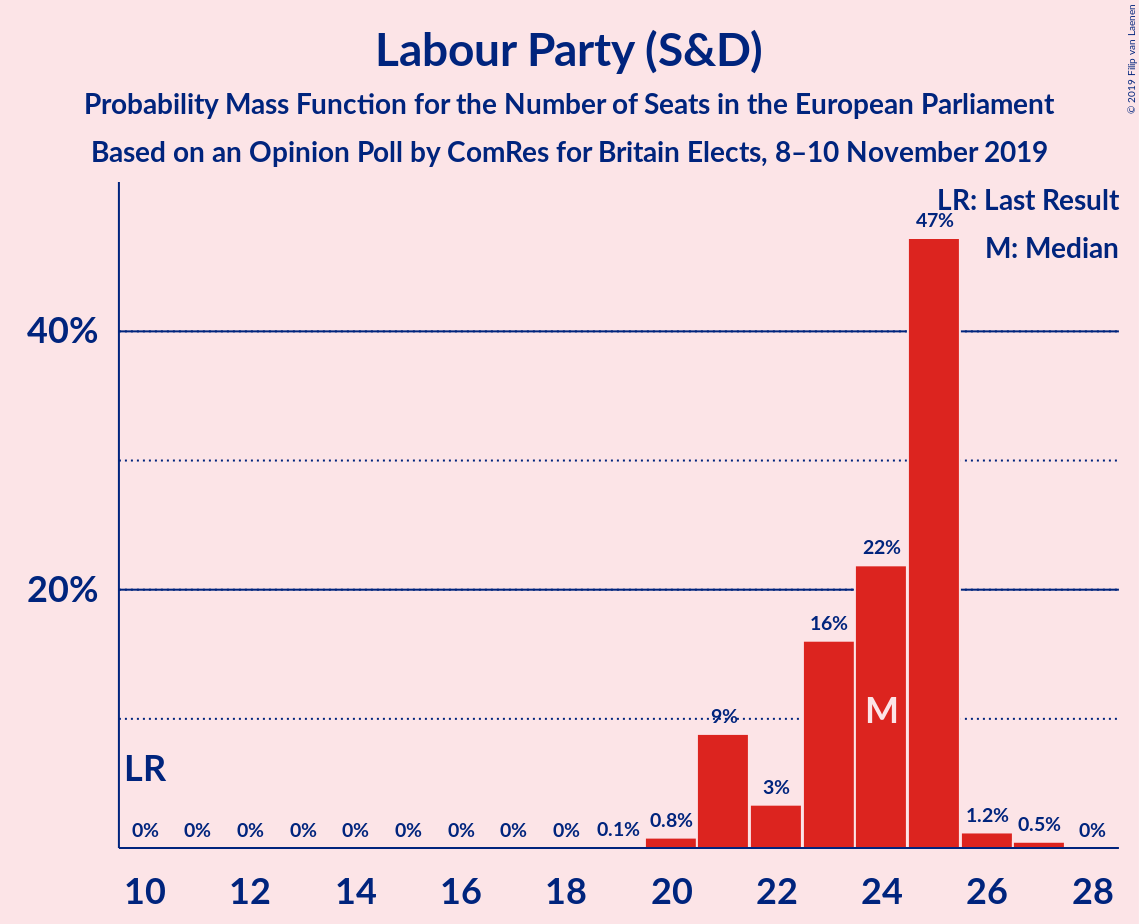 Labour Party (S&D)
Probability Mass Function for the Number of Seats in the European Parliament
Based on an Opinion Poll by ComRes for Britain Elects, 8–10 November 2019
© 2019 Filip van Laenen
LR: Last Result
M: Median
40%
20%
LR
M
0% 0% 0% 0% 0% 0% 0% 0% 0% 0.1% 0.8% 9% 3% 16% 22% 47% 1.2% 0.5% 0%
10 12 14 16 18 20 22 24 26 28